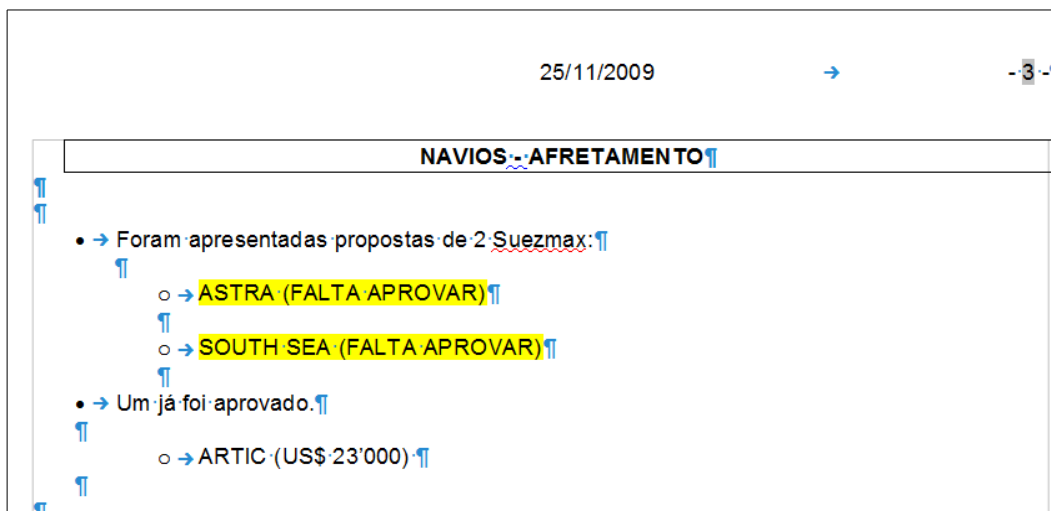 25/11/2009 - 3 -
NAVIOS - AFRETAMENTO
• Foram apresentadas propostas de 2 Suezmax:
o ASTRA (FALTA APROVAR)
o SOUTH SEA (FALTA APROVAR)
• Um já foi aprovado.
o ARTIC (US$ 23’000)